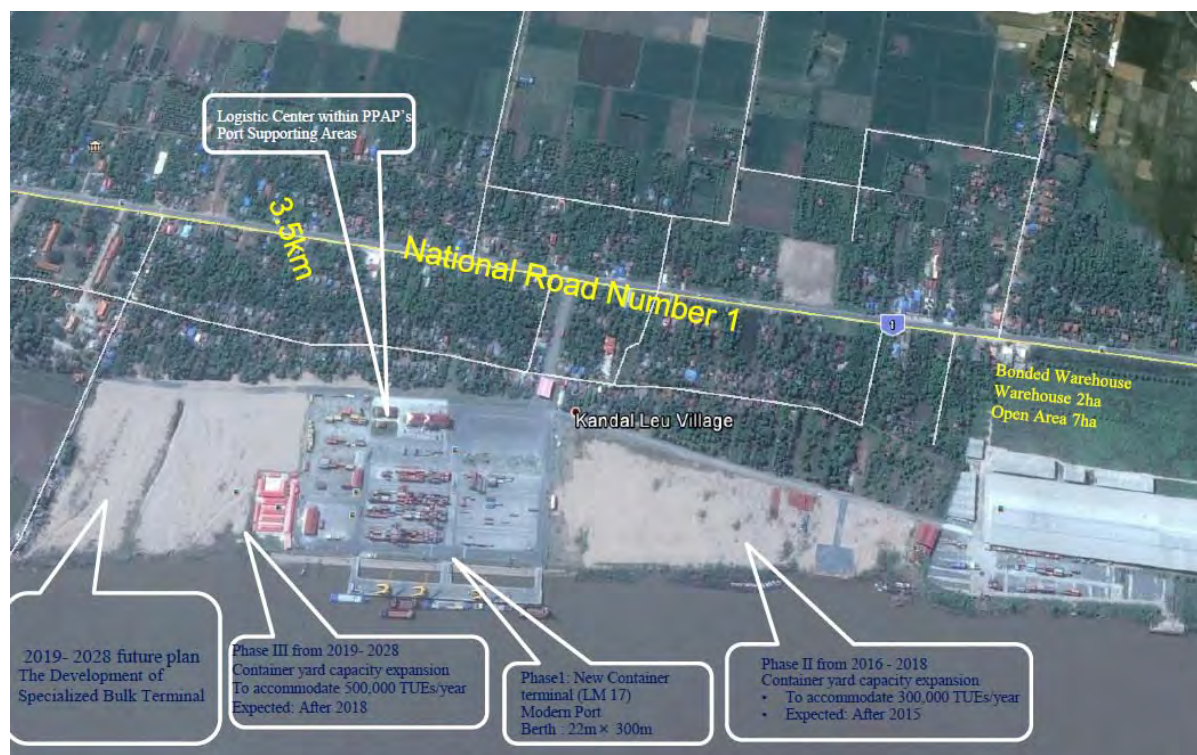 Logistic Center within PPAP's
Port Supporting Areas
3.5km
National Road Number 1
1
Bonded Warehouse
Warehouse 2ha
Open Area 7ha
Kandal Leu Village
2019- 2028 future plan
The Development of
Specialized Bulk Terminal
Phase III from 2019- 2028
Container yard capacity expansion
To accommodate 500,000 TUEs/year
Expected: After 2018
Phase1: New Container
terminal (LM 17)
Modern Port
Berth : 22m× 300m
Phase II from 2016 - 2018
Container yard capacity expansion
• To accommodate 300,000 TUEs/year
• Expected: After 2015